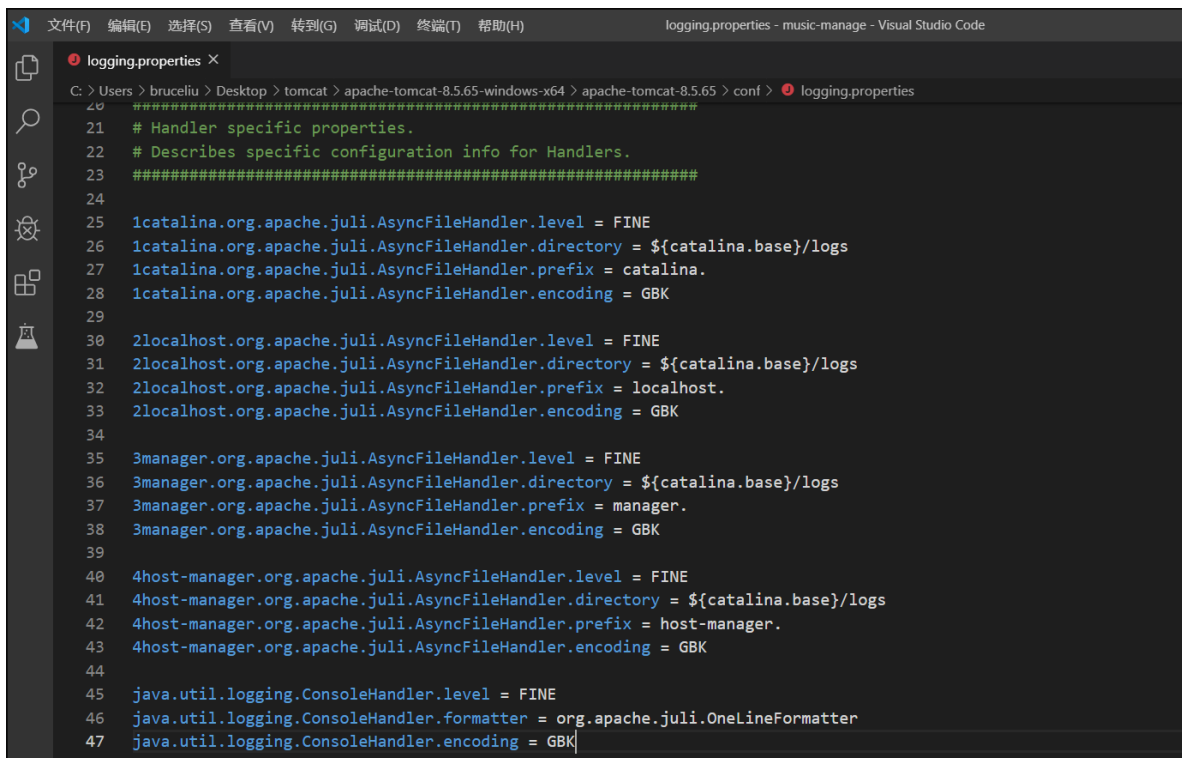 文件(F) 编辑(E) 选择(S) 查看(V) 转到(G) 调试(D) 终端(T) 帮助(H) logging.properties - music-manage - Visual Studio Code
logging.properties
C: > Users > bruceliu > Desktop > tomcat > apache-tomcat-8.5.65-windows-x64 > apache-tomcat-8.5.65 > conf > logging.properties
20 ############################################################
21 # Handler specific properties.
22 # Describes specific configuration info for Handlers.
23 ############################################################
24
25 1catalina.org.apache.juli.AsyncFileHandler.level = FINE
26 1catalina.org.apache.juli.AsyncFileHandler.directory = ${catalina.base}/logs
27 1catalina.org.apache.juli.AsyncFileHandler.prefix = catalina.
28 1catalina.org.apache.juli.AsyncFileHandler.encoding = GBK
29
30 2localhost.org.apache.juli.AsyncFileHandler.level = FINE
31 2localhost.org.apache.juli.AsyncFileHandler.directory = ${catalina.base}/logs
32 2localhost.org.apache.juli.AsyncFileHandler.prefix = localhost.
33 2localhost.org.apache.juli.AsyncFileHandler.encoding = GBK
34
35 3manager.org.apache.juli.AsyncFileHandler.level = FINE
36 3manager.org.apache.juli.AsyncFileHandler.directory = ${catalina.base}/logs
37 3manager.org.apache.juli.AsyncFileHandler.prefix = manager.
38 3manager.org.apache.juli.AsyncFileHandler.encoding = GBK
39
40 4host-manager.org.apache.juli.AsyncFileHandler.level = FINE
41 4host-manager.org.apache.juli.AsyncFileHandler.directory = ${catalina.base}/logs
42 4host-manager.org.apache.juli.AsyncFileHandler.prefix = host-manager.
43 4host-manager.org.apache.juli.AsyncFileHandler.encoding = GBK
44
45 java.util.logging.ConsoleHandler.level = FINE
46 java.util.logging.ConsoleHandler.formatter = org.apache.juli.OneLineFormatter
47 java.util.logging.ConsoleHandler.encoding = GBK